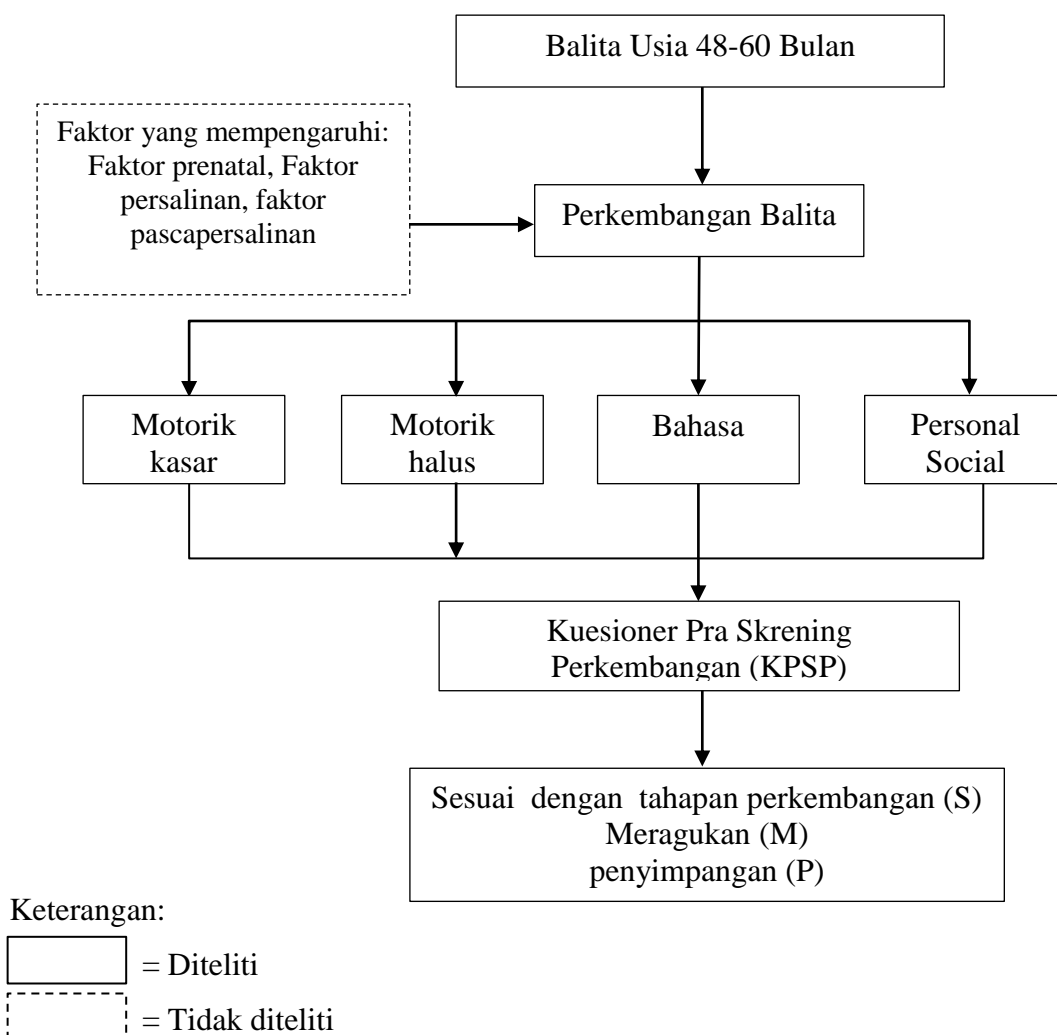 Balita Usia 48-60 Bulan
Faktor yang mempengaruhi:
Faktor prenatal, Faktor
persalinan, faktor
pascapersalinan
Perkembangan Balita
Motorik
kasar
Motorik
halus
Bahasa
Personal
Social
Kuesioner Pra Skrening
Perkembangan (KPSP)
Sesuai dengan tahapan perkembangan (S)
Meragukan (M)
penyimpangan (P)
Keterangan:
= Diteliti
= Tidak diteliti